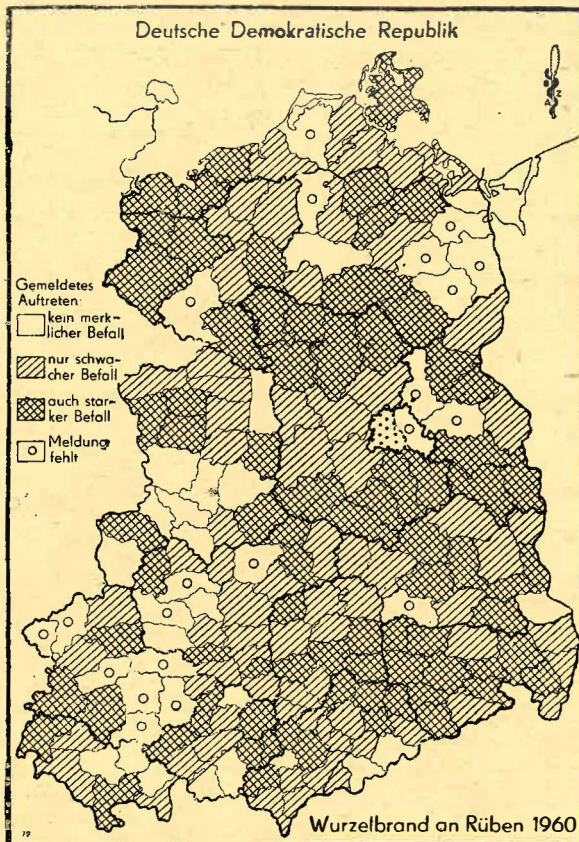 Deutsche Demokratische Republik
Gemeldetes
Auftreten:
kein merk-
licher Befall
nur schwa-
cher Befall
auch star-
ker Befall
Meldung
fehlt
Wurzelbrand an Rüben 1960
19